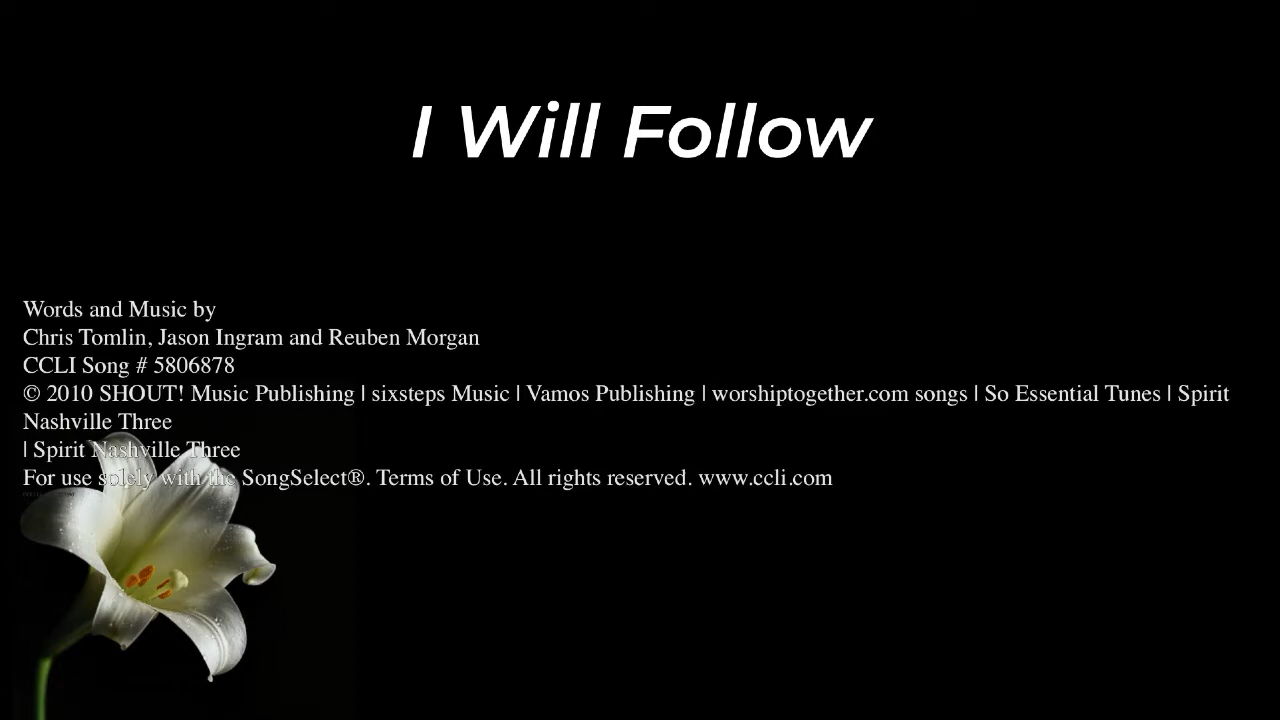 I Will Follow
Words and Music by
Chris Tomlin, Jason Ingram and Reuben Morgan
CCLI Song # 5806878
© 2010 SHOUT! Music Publishing | sixsteps Music | Vamos Publishing | worshiptogether.com songs | So Essential Tunes | Spirit
Nashville Three
| Spirit Nashville Three
For use solely with the SongSelect®. Terms of Use. All rights reserved. www.ccli.com